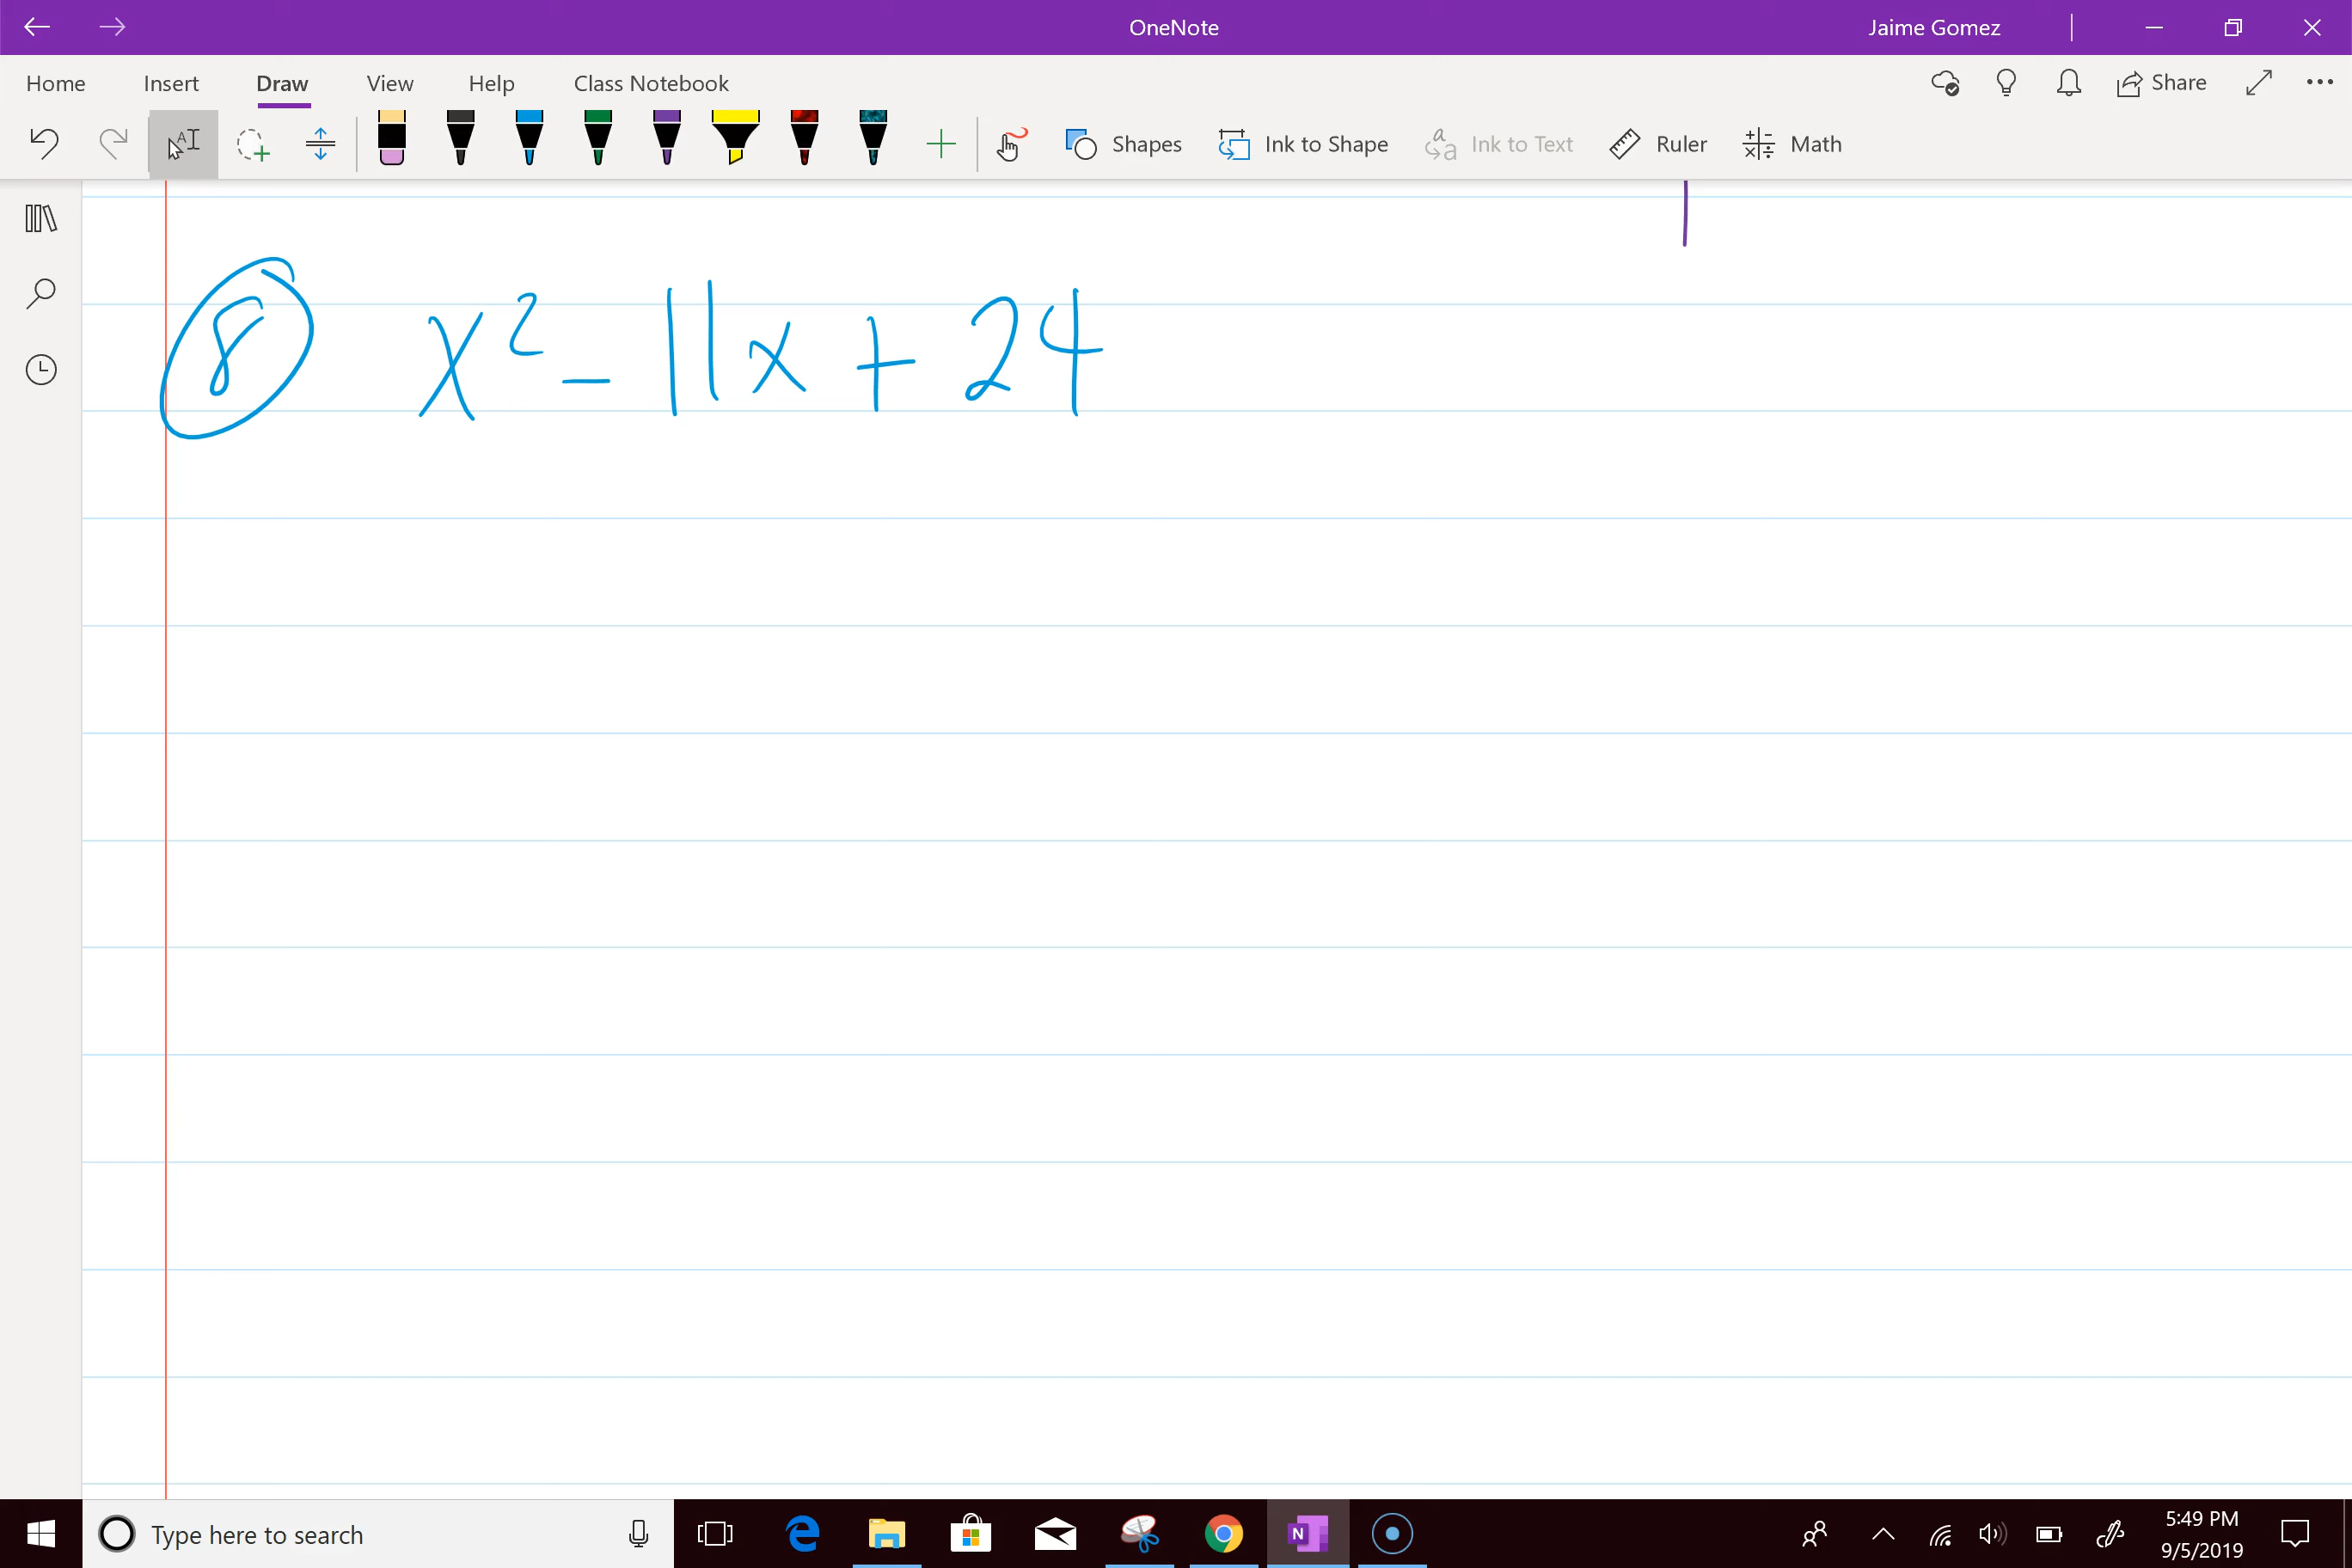 OneNote
Jaime Gomez
Home Insert Draw View Help Class Notebook Share
Shapes Ink to Shape Ink to Text Ruler Math
8 x² - 11x + 24
Type here to search
5:49 PM
9/5/2019